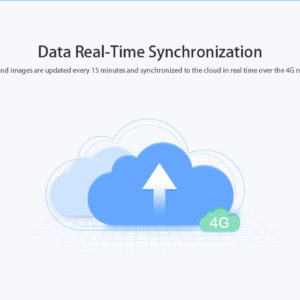 Data Real-Time Synchronization
nd images are updated every 15 minutes and synchronized to the cloud in real time over the 4G n
4G